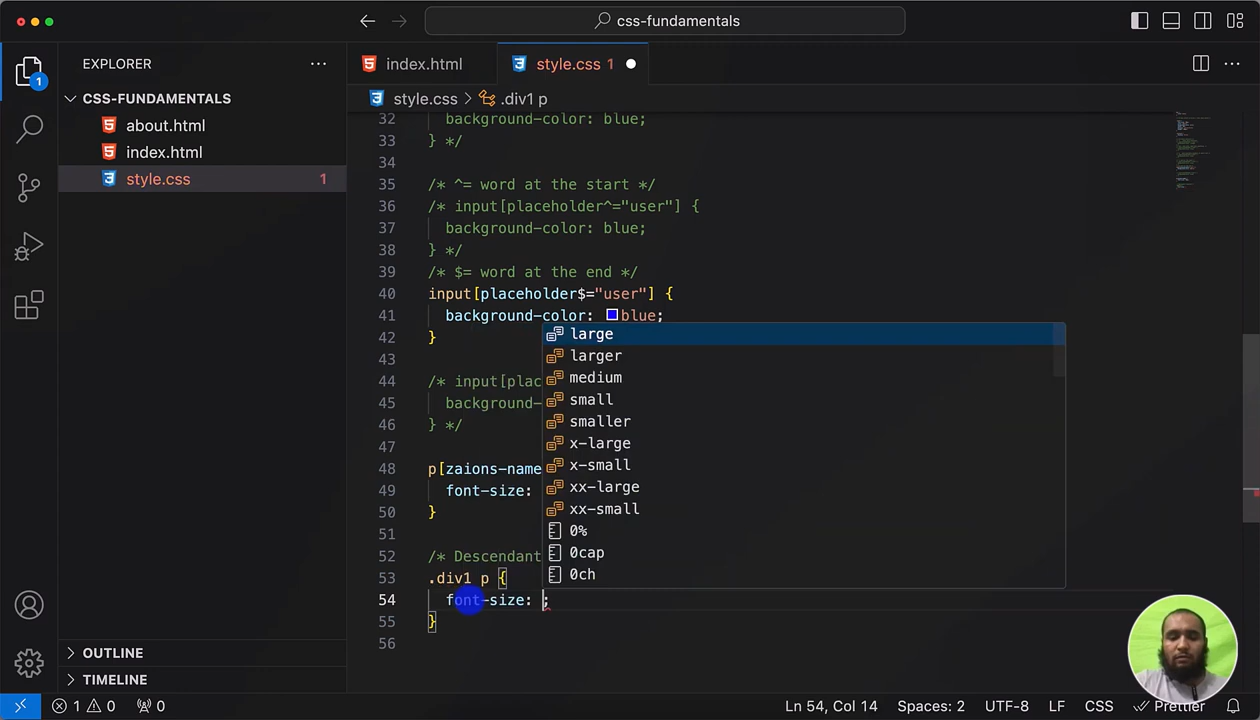 css-fundamentals
EXPLORER
index.html
style.css 1
CSS-FUNDAMENTALS
style.css > .div1 p
about.html
index.html
style.css 1
1
32 background-color: blue;
33 } */
34
35 /* ^= word at the start */
36 /* input[placeholder^="user"] {
37 background-color: blue;
38 } */
39 /* $= word at the end */
40 input[placeholder$="user"] {
41 background-color: blue;
42 }
43
44 /* input[plac
45 background-
46 } */
47
48 p[zaions-name
49 font-size:
50 }
51
52 /* Descendant
53 .div1 p {
54 font-size: ;
55 }
56
large
larger
medium
small
smaller
x-large
x-small
xx-large
xx-small
0%
0cap
0ch
OUTLINE
TIMELINE
1 0 0
Ln 54, Col 14 Spaces: 2 UTF-8 LF CSS Prettier